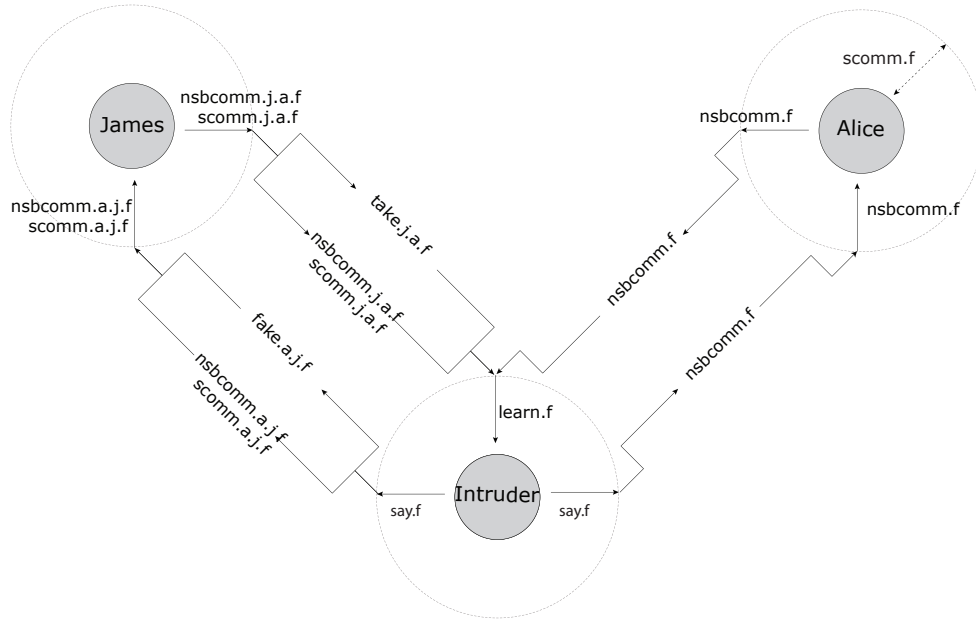 scomm.f
nsbcomm.j.a.f
scomm.j.a.f
James
nsbcomm.f
Alice
nsbcomm.a.j.f
scomm.a.j.f
nsbcomm.f
take.j.a.f
nsbcomm.j.a.f
scomm.j.a.f
nsbcomm.f
fake.a.j.f
nsbcomm.f
nsbcomm.a.j.f
scomm.a.j.f
learn.f
Intruder
say.f
say.f